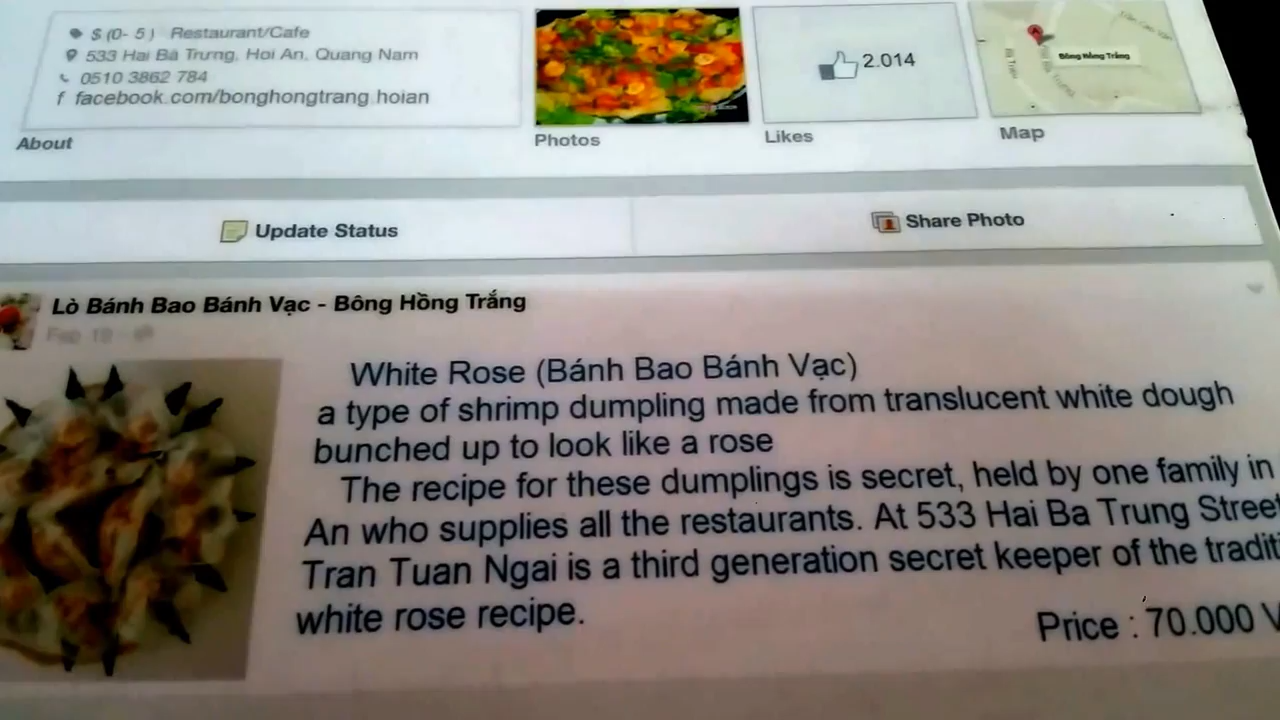 $ (0- 5 ) Restaurant/Cafe
533 Hai Bà Trưng, Hoi An, Quang Nam
0510 3862 784
f facebook.com/bonghongtrang.hoian
2.014
Bông Hồng Trắng
About
Photos
Likes
Map
Update Status
Share Photo
Lò Bánh Bao Bánh Vạc - Bông Hồng Trắng
Feb 19
White Rose (Bánh Bao Bánh Vạc)
a type of shrimp dumpling made from translucent white dough
bunched up to look like a rose
The recipe for these dumplings is secret, held by one family in
An who supplies all the restaurants. At 533 Hai Ba Trung Street
Tran Tuan Ngai is a third generation secret keeper of the traditi
white rose recipe.
Price : 70.000 V